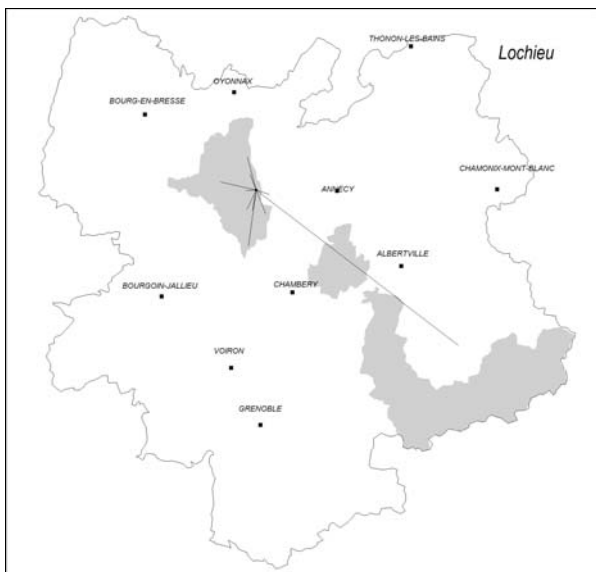 THONON-LES-BAINS
Lochieu
OYONNAX
BOURG-EN-BRESSE
CHAMONIX-MONT-BLANC
ANNECY
ALBERTVILLE
BOURGOIN-JALLIEU
CHAMBERY
VOIRON
GRENOBLE